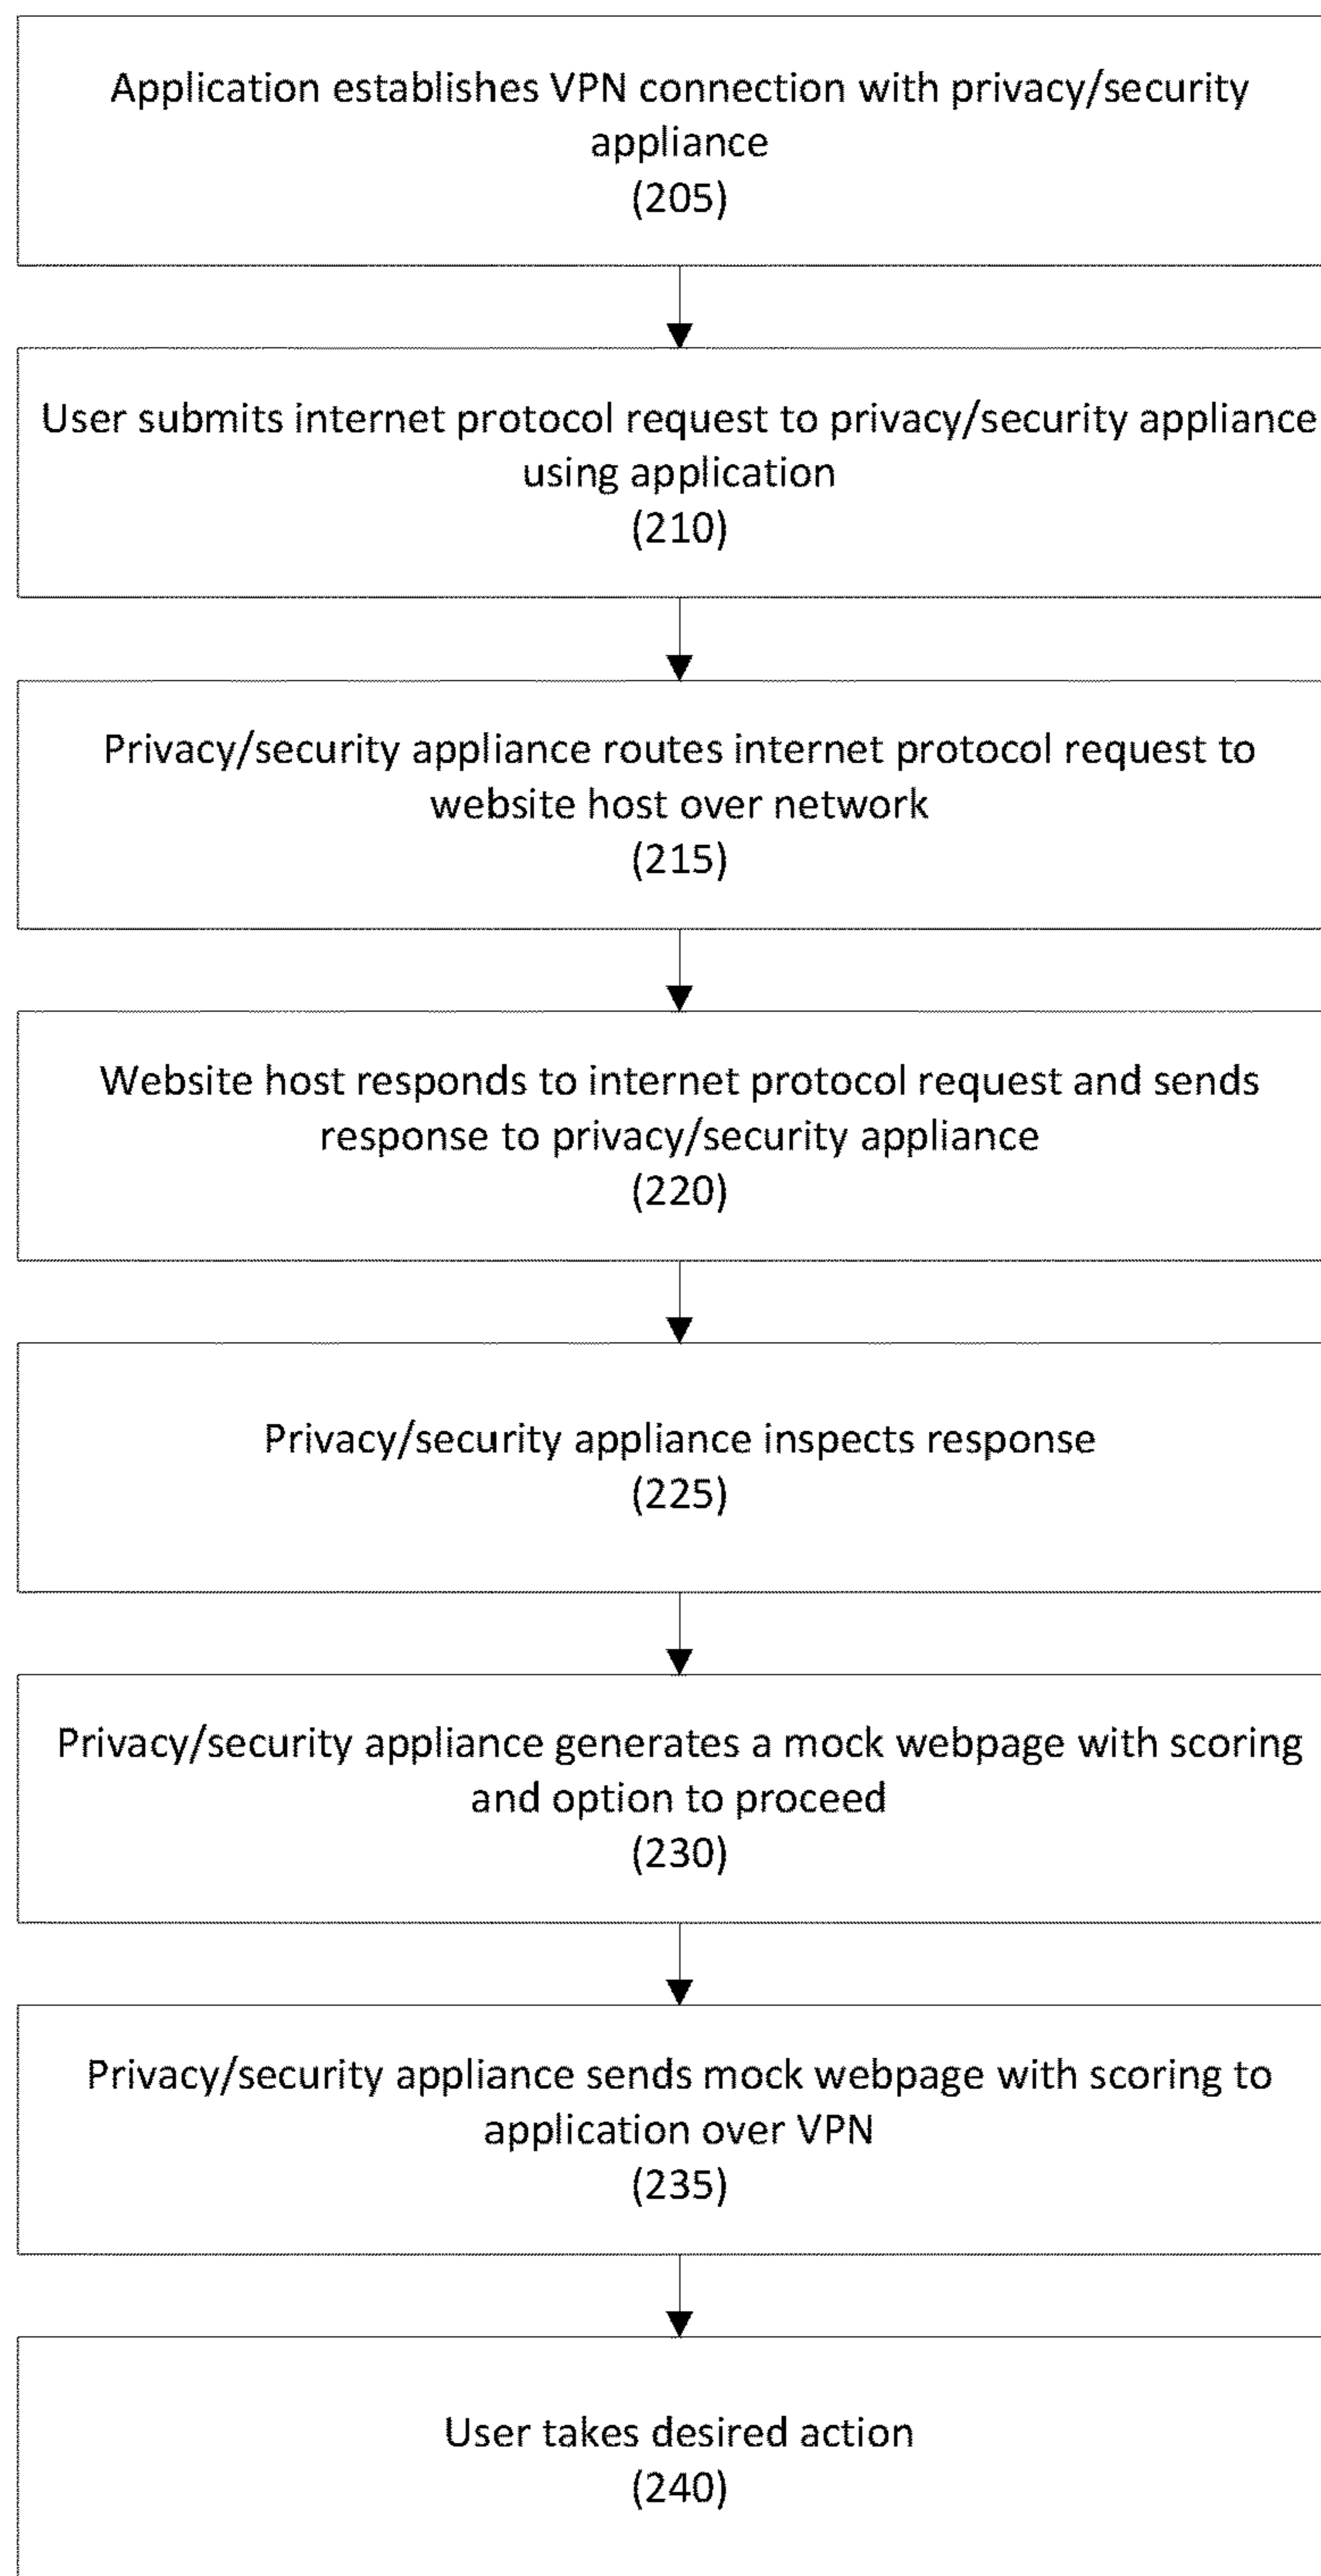 Application establishes VPN connection with privacy/security
appliance
(205)
User submits internet protocol request to privacy/security appliance
using application
(210)
Privacy/security appliance routes internet protocol request to
website host over network
(215)
Website host responds to internet protocol request and sends
response to privacy/security appliance
(220)
Privacy/security appliance inspects response
(225)
Privacy/security appliance generates a mock webpage with scoring
and option to proceed
(230)
Privacy/security appliance sends mock webpage with scoring to
application over VPN
(235)
User takes desired action
(240)